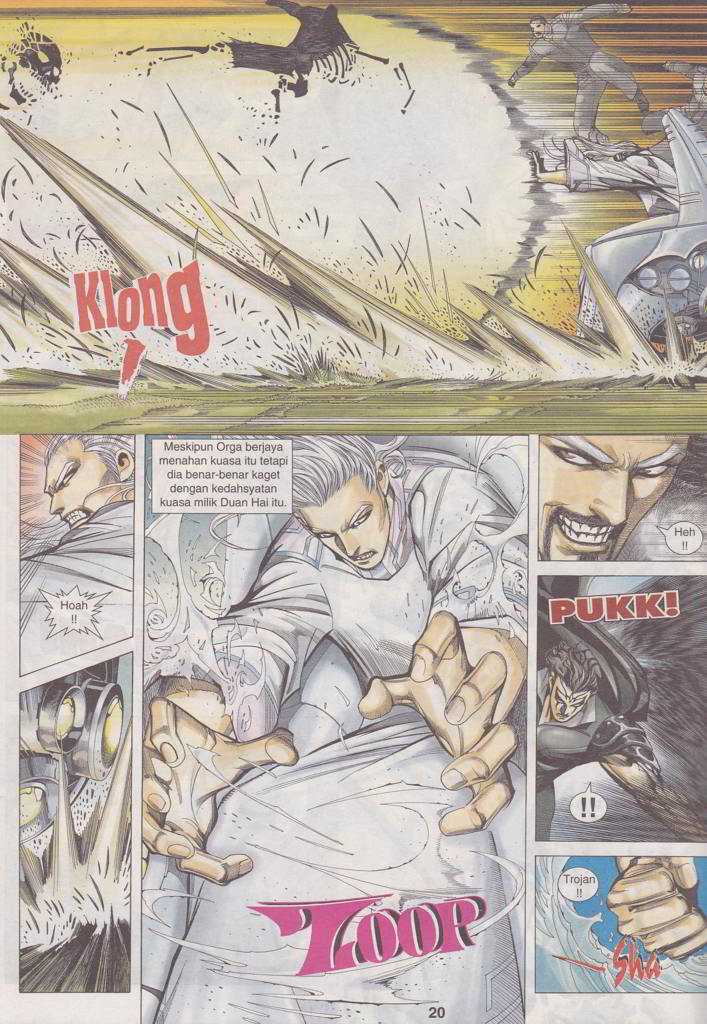 Klong
!
Meskipun Orga berjaya
menahan kuasa itu tetapi
dia benar-benar kaget
dengan kedahsyatan
kuasa milik Duan Hai itu.
Hoah
!!
ZOOP
Heh
!!
PUKK!
!!
Trojan
!!
Sha
20